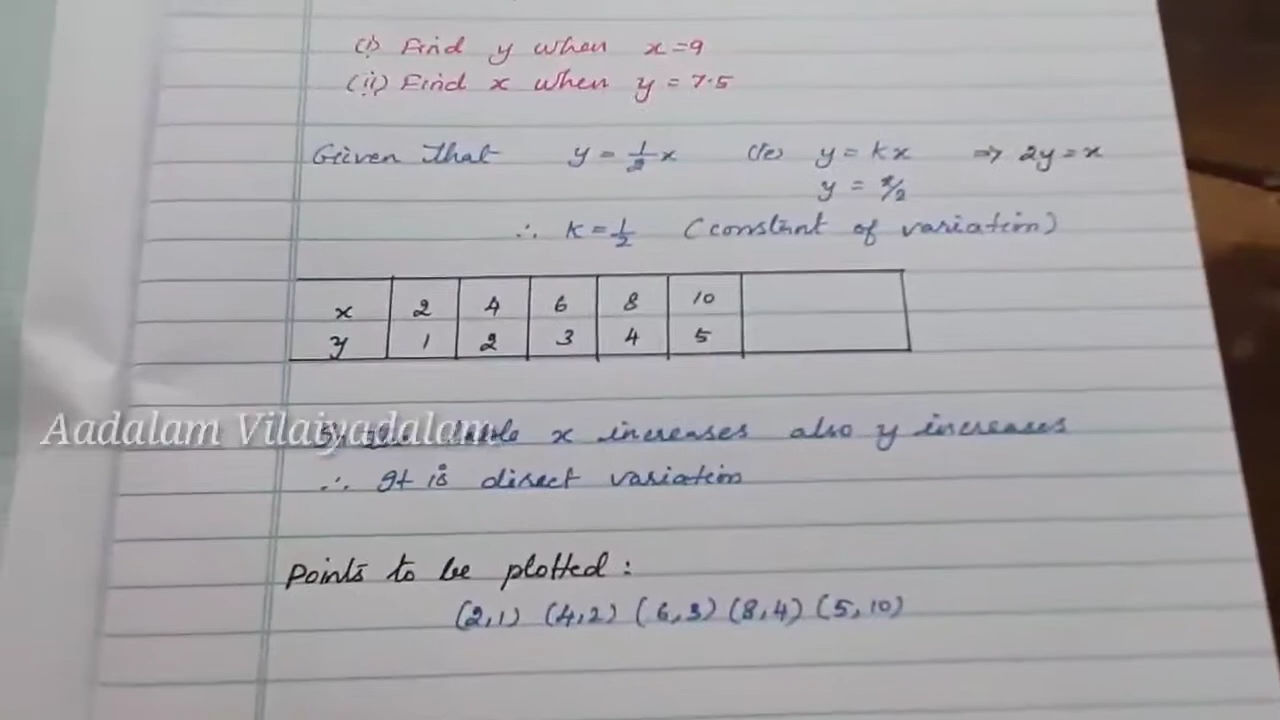 (i) Find y when x = 9
(ii) Find x when y = 7.5
Given that y = 1/2 x (ie) y = kx ⇒ 2y = x
y = x/2
∴ K = 1/2 (constant of variation)
x 2 4 6 8 10
y 1 2 3 4 5
Aadalam Vilaiyadalam
x increases also y increases
∴ It is direct variation
Points to be plotted :
(2,1) (4,2) (6,3) (8,4) (5,10)